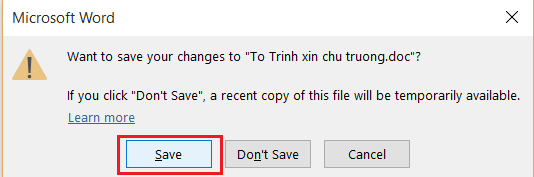 Microsoft Word
Want to save your changes to "To Trinh xin chu truong.doc"?
If you click "Don't Save", a recent copy of this file will be temporarily available.
Learn more
Save Don't Save Cancel